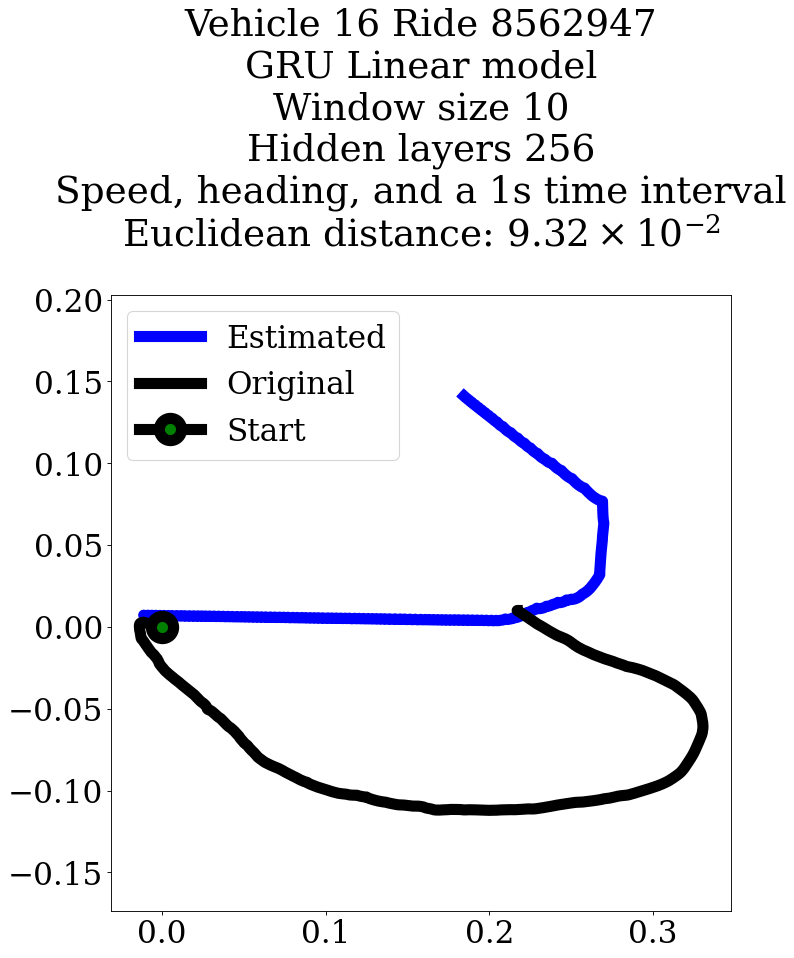 Vehicle 16 Ride 8562947
GRU Linear model
Window size 10
Hidden layers 256
Speed, heading, and a 1s time interval
Euclidean distance: 9.32 × 10⁻²
Estimated
Original
Start
0.20
0.15
0.10
0.05
0.00
−0.05
−0.10
−0.15
0.0 0.1 0.2 0.3